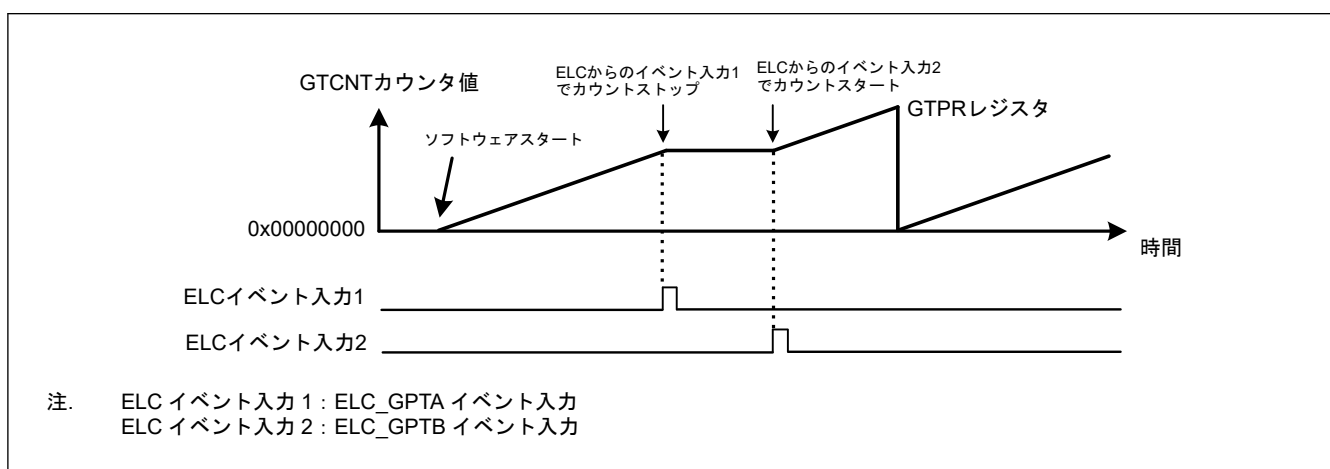 ELCからのイベント入力1
でカウントストップ
ELCからのイベント入力2
でカウントスタート
GTCNTカウンタ値
GTPRレジスタ
ソフトウェアスタート
0x00000000
時間
ELCイベント入力1
ELCイベント入力2
注. ELC イベント入力 1：ELC_GPTA イベント入力
ELC イベント入力 2：ELC_GPTB イベント入力